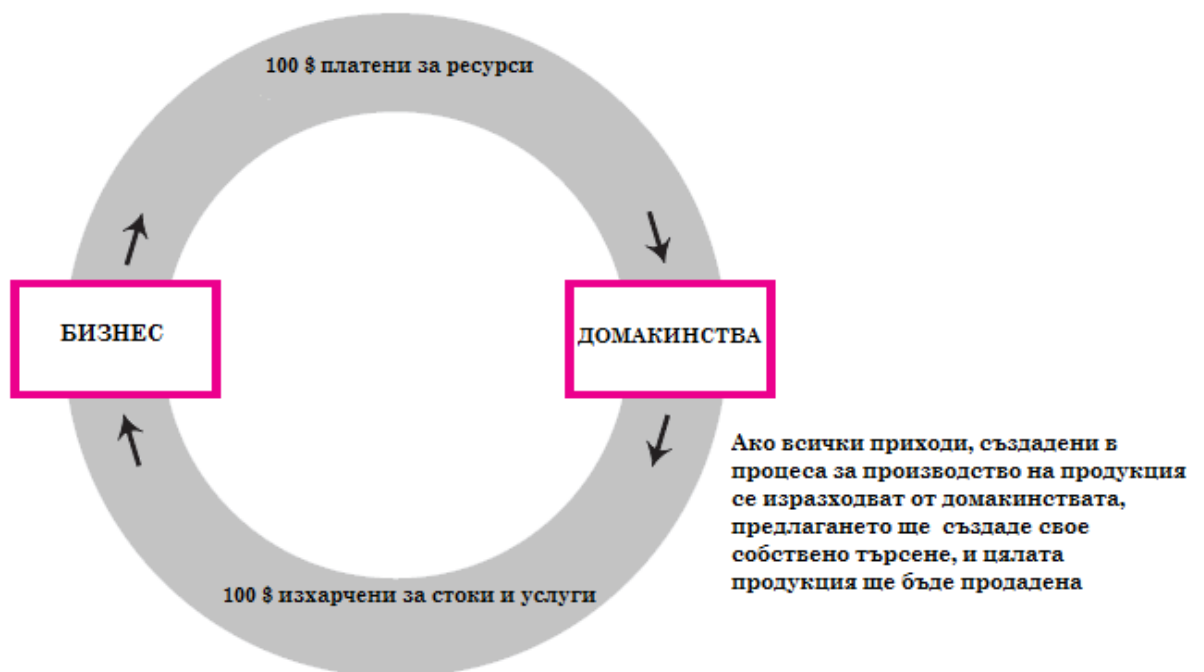 100 $ платени за ресурси
БИЗНЕС
ДОМАКИНСТВА
Ако всички приходи, създадени в
процеса за производство на продукция
се изразходват от домакинствата,
предлагането ще създаде свое
собствено търсене, и цялата
продукция ще бъде продадена
100 $ изхарчени за стоки и услуги